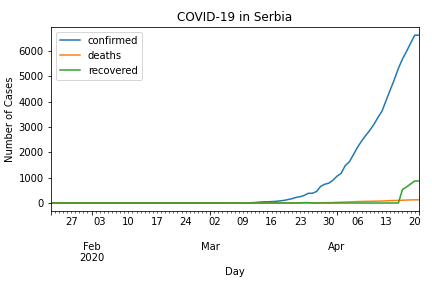 COVID-19 in Serbia
confirmed
deaths
recovered
Number of Cases
6000
5000
4000
3000
2000
1000
0
27 03 10 17 24 02 09 16 23 30 06 13 20
Feb Mar Apr
2020
Day